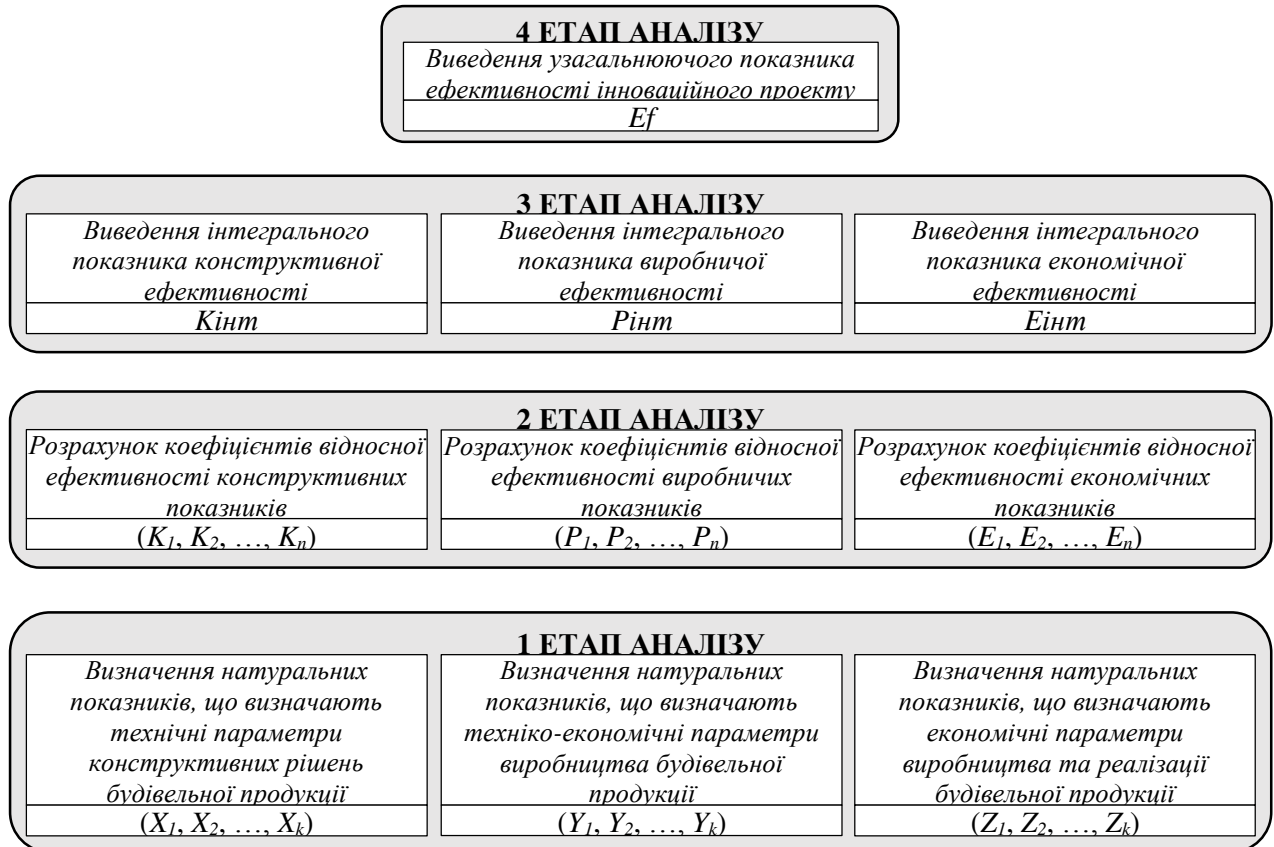 4 ЕТАП АНАЛІЗУ
Виведення узагальнюючого показника
ефективності інноваційного проекту
Ef
3 ЕТАП АНАЛІЗУ
Виведення інтегрального
показника конструктивної
ефективності
Kінт
Виведення інтегрального
показника виробничої
ефективності
Pінт
Виведення інтегрального
показника економічної
ефективності
Eінт
2 ЕТАП АНАЛІЗУ
Розрахунок коефіцієнтів відносної
ефективності конструктивних
показників
(K1, K2, …, Kn)
Розрахунок коефіцієнтів відносної
ефективності виробничих
показників
(P1, P2, …, Pn)
Розрахунок коефіцієнтів відносної
ефективності економічних
показників
(E1, E2, …, En)
1 ЕТАП АНАЛІЗУ
Визначення натуральних
показників, що визначають
технічні параметри
конструктивних рішень
будівельної продукції
(X1, X2, …, Xk)
Визначення натуральних
показників, що визначають
техніко-економічні параметри
виробництва будівельної
продукції
(Y1, Y2, …, Yk)
Визначення натуральних
показників, що визначають
економічні параметри
виробництва та реалізації
будівельної продукції
(Z1, Z2, …, Zk)